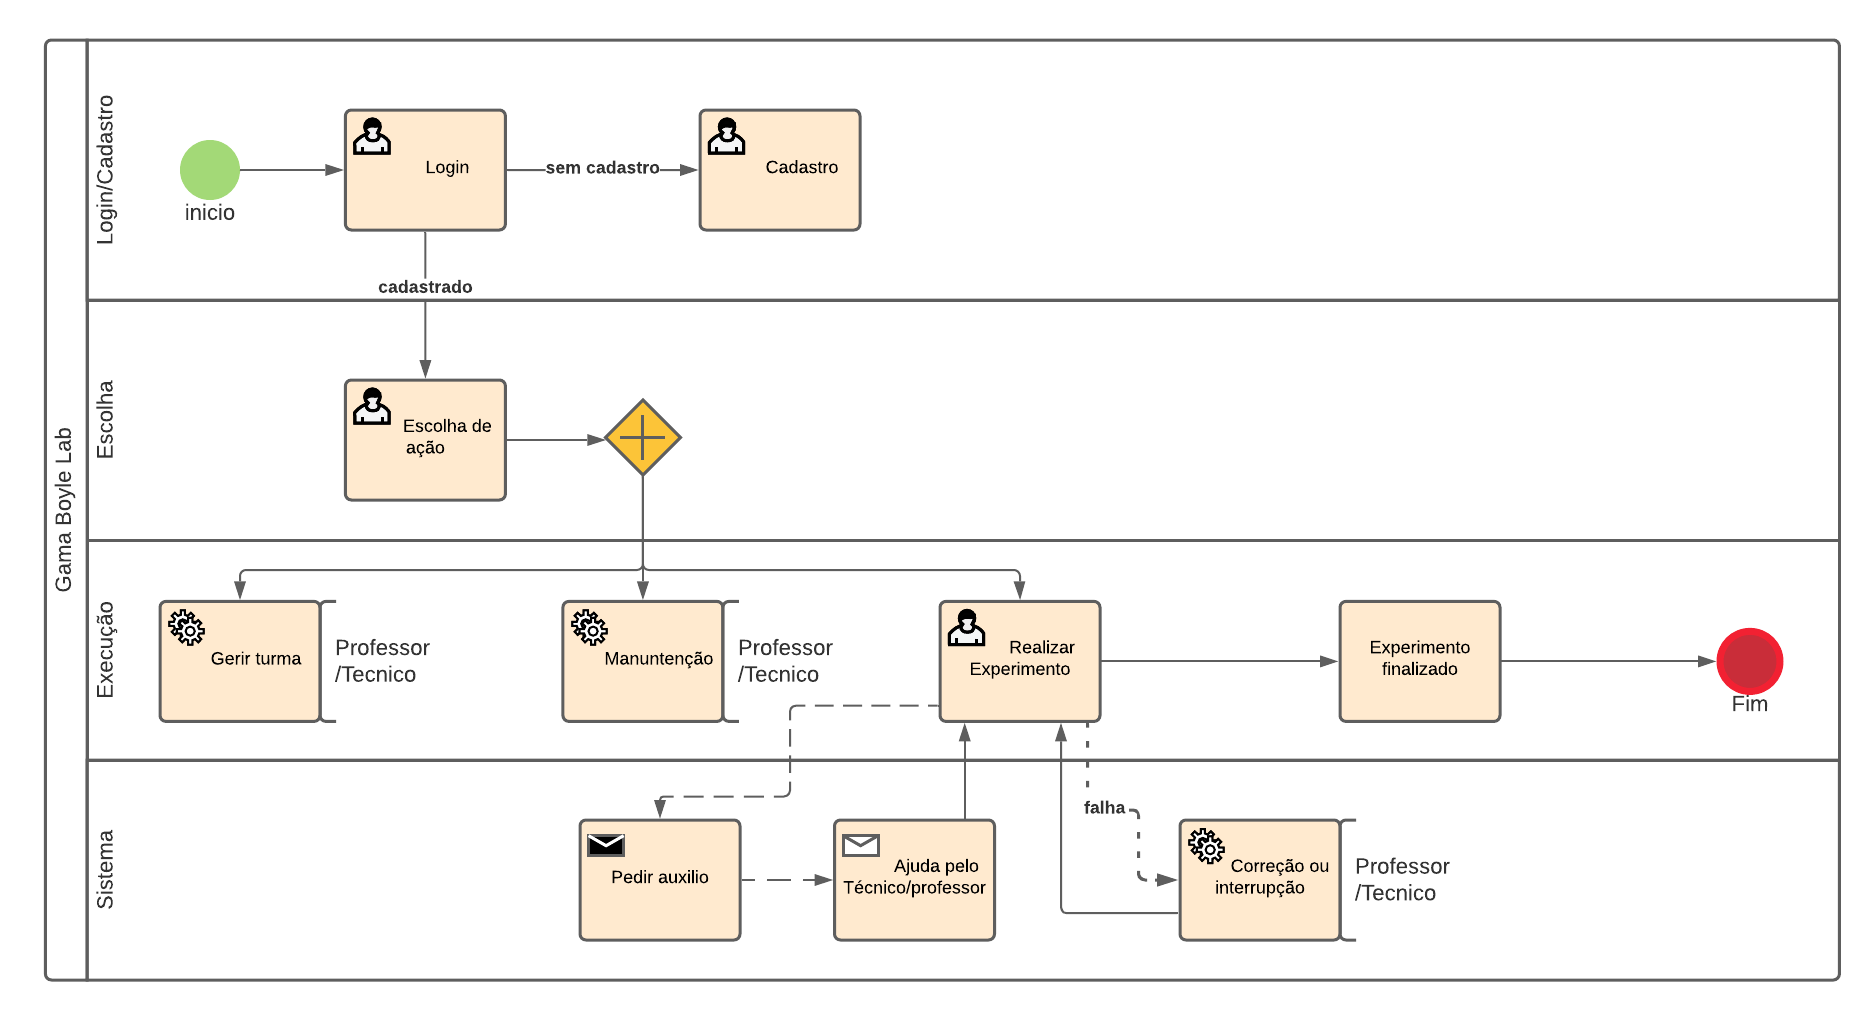 Gama Boyle Lab
Login/Cadastro
inicio
Login
sem cadastro
Cadastro
cadastrado
Escolha
Escolha de
ação
Execução
Gerir turma
Professor
/Tecnico
Manuntenção
Professor
/Tecnico
Realizar
Experimento
Experimento
finalizado
Fim
Sistema
Pedir auxilio
Ajuda pelo
Técnico/professor
falha
Correção ou
interrupção
Professor
/Tecnico